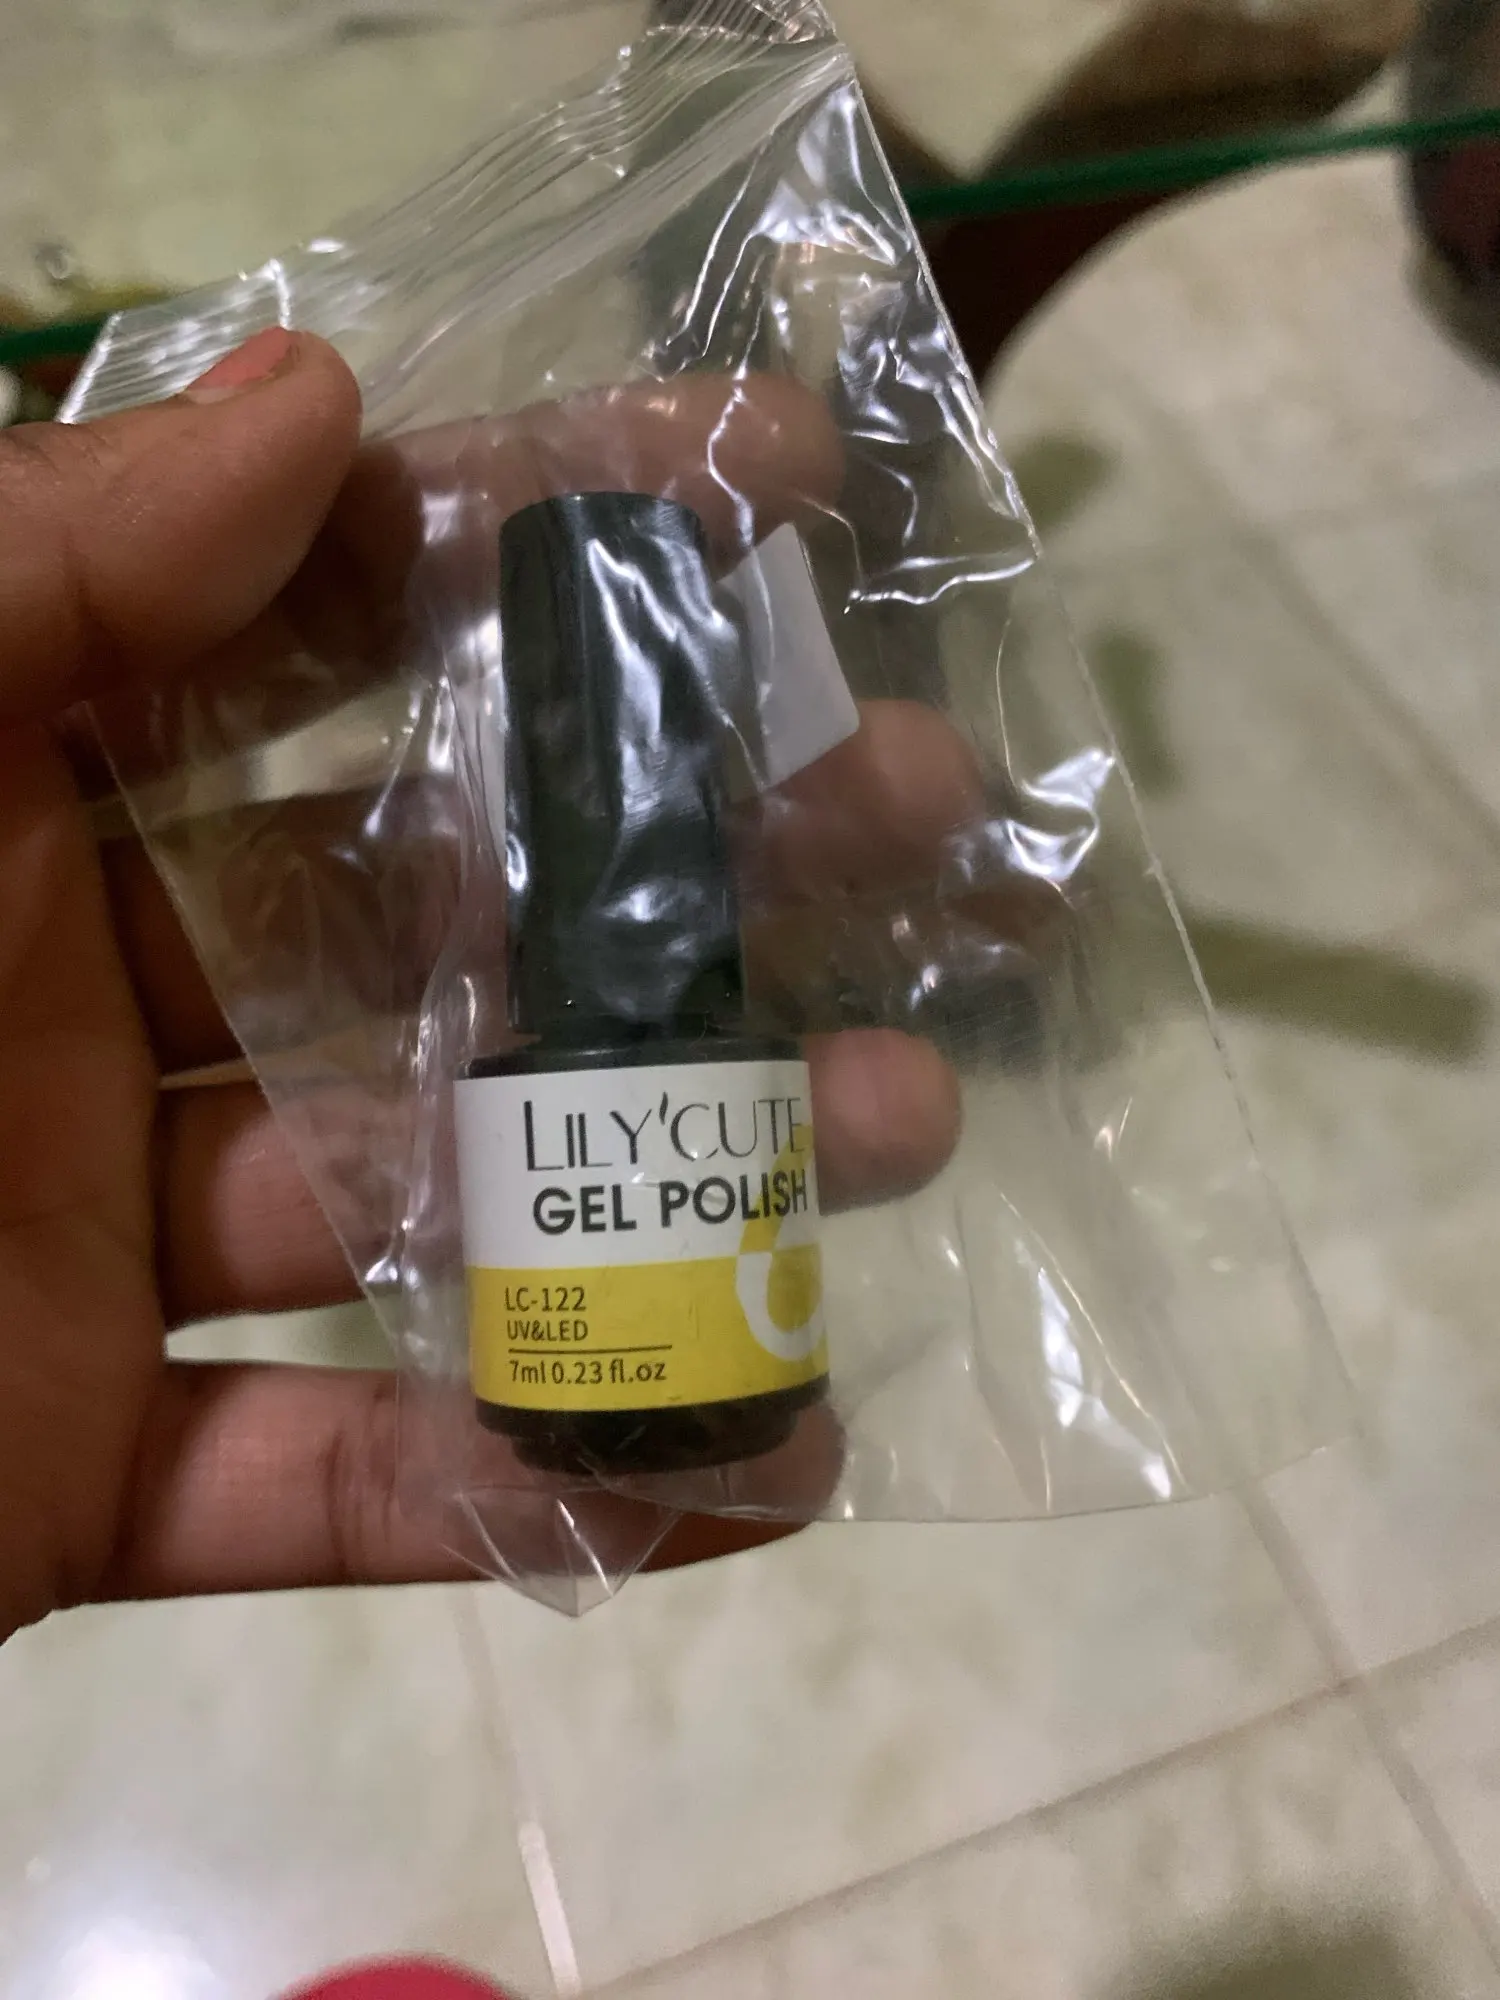 LILY'CUTE
GEL POLISH
LC-122
UV&LED
7ml 0.23 fl.oz